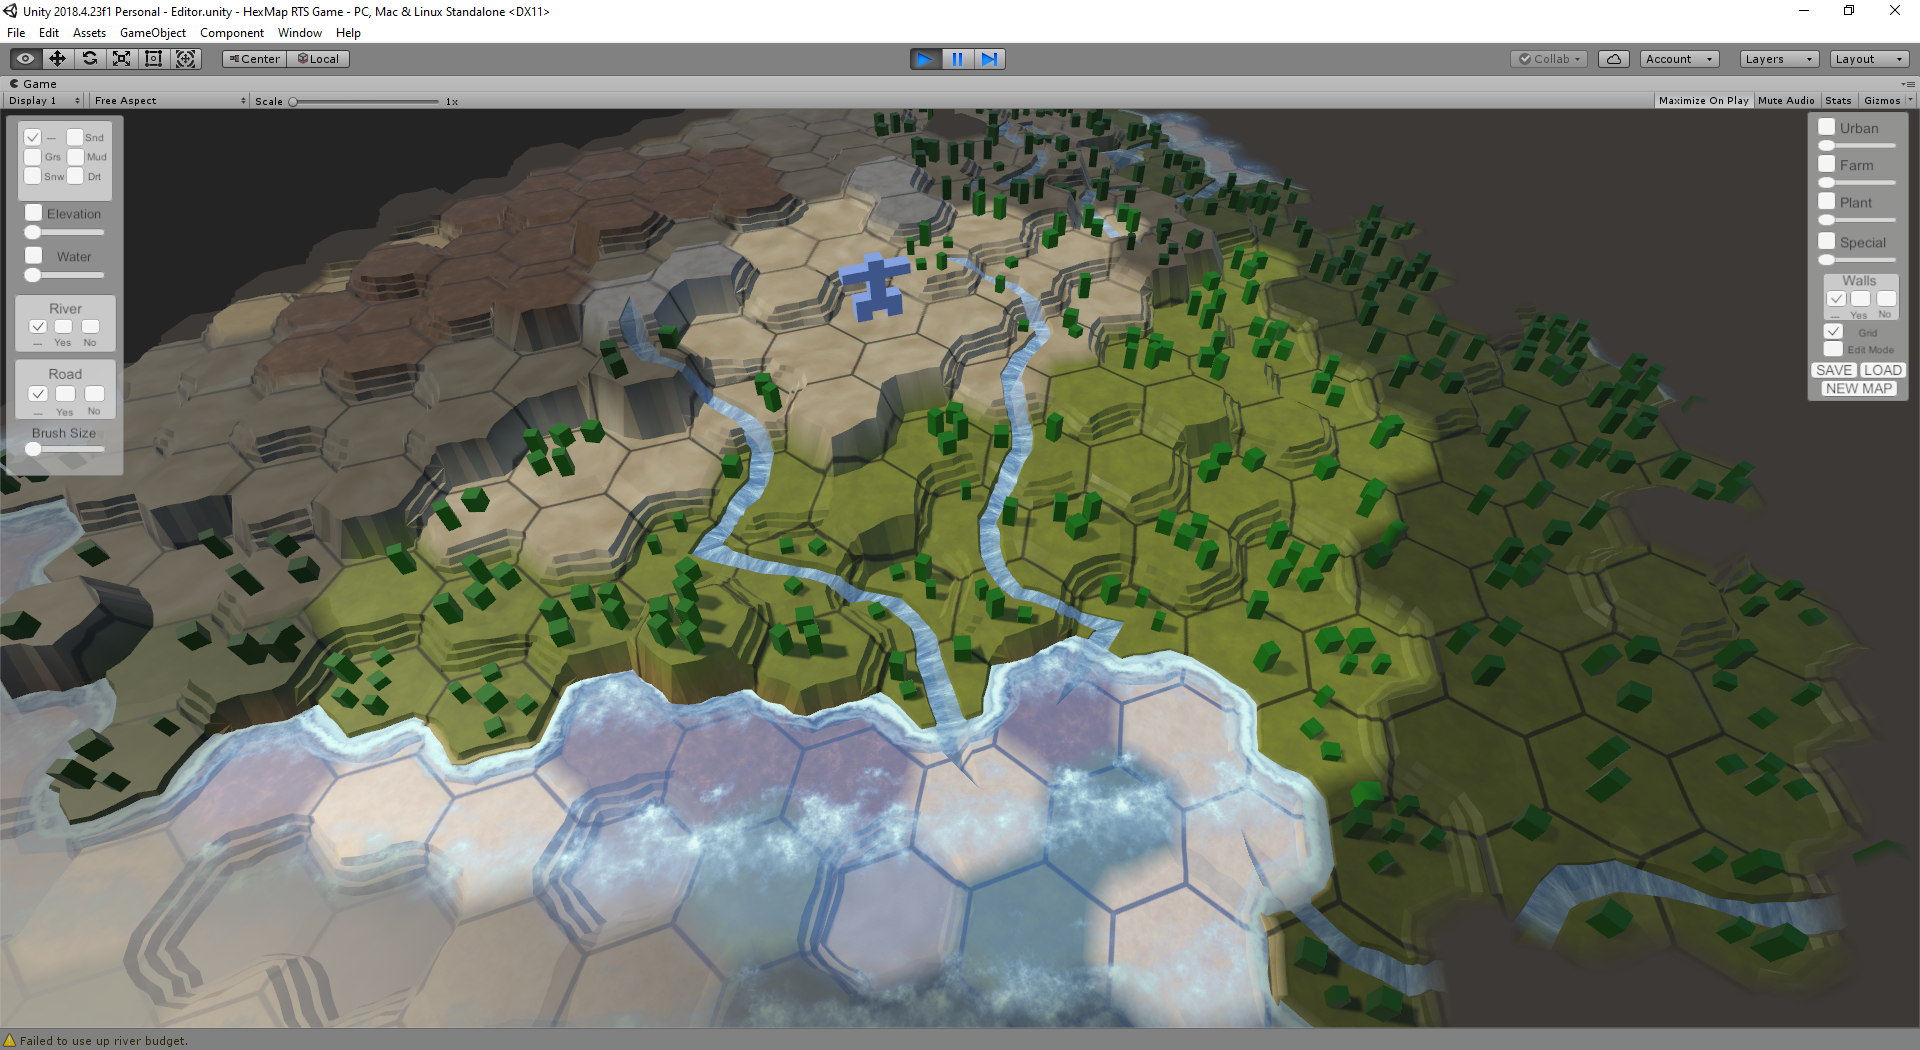 Unity 2018.4.23f1 Personal - Editor.unity - HexMap RTS Game - PC, Mac & Linux Standalone <DX11>
File Edit Assets GameObject Component Window Help
Center Local Collab Account Layers Layout
Game
Display 1 Free Aspect Scale 1x Maximize On Play Mute Audio Stats Gizmos
--- Snd
Grs Mud
Snw Drt
Elevation
Water
River
--- Yes No
Road
--- Yes No
Brush Size
Urban
Farm
Plant
Special
Walls
--- Yes No
Grid
Edit Mode
SAVE LOAD
NEW MAP
Failed to use up river budget.